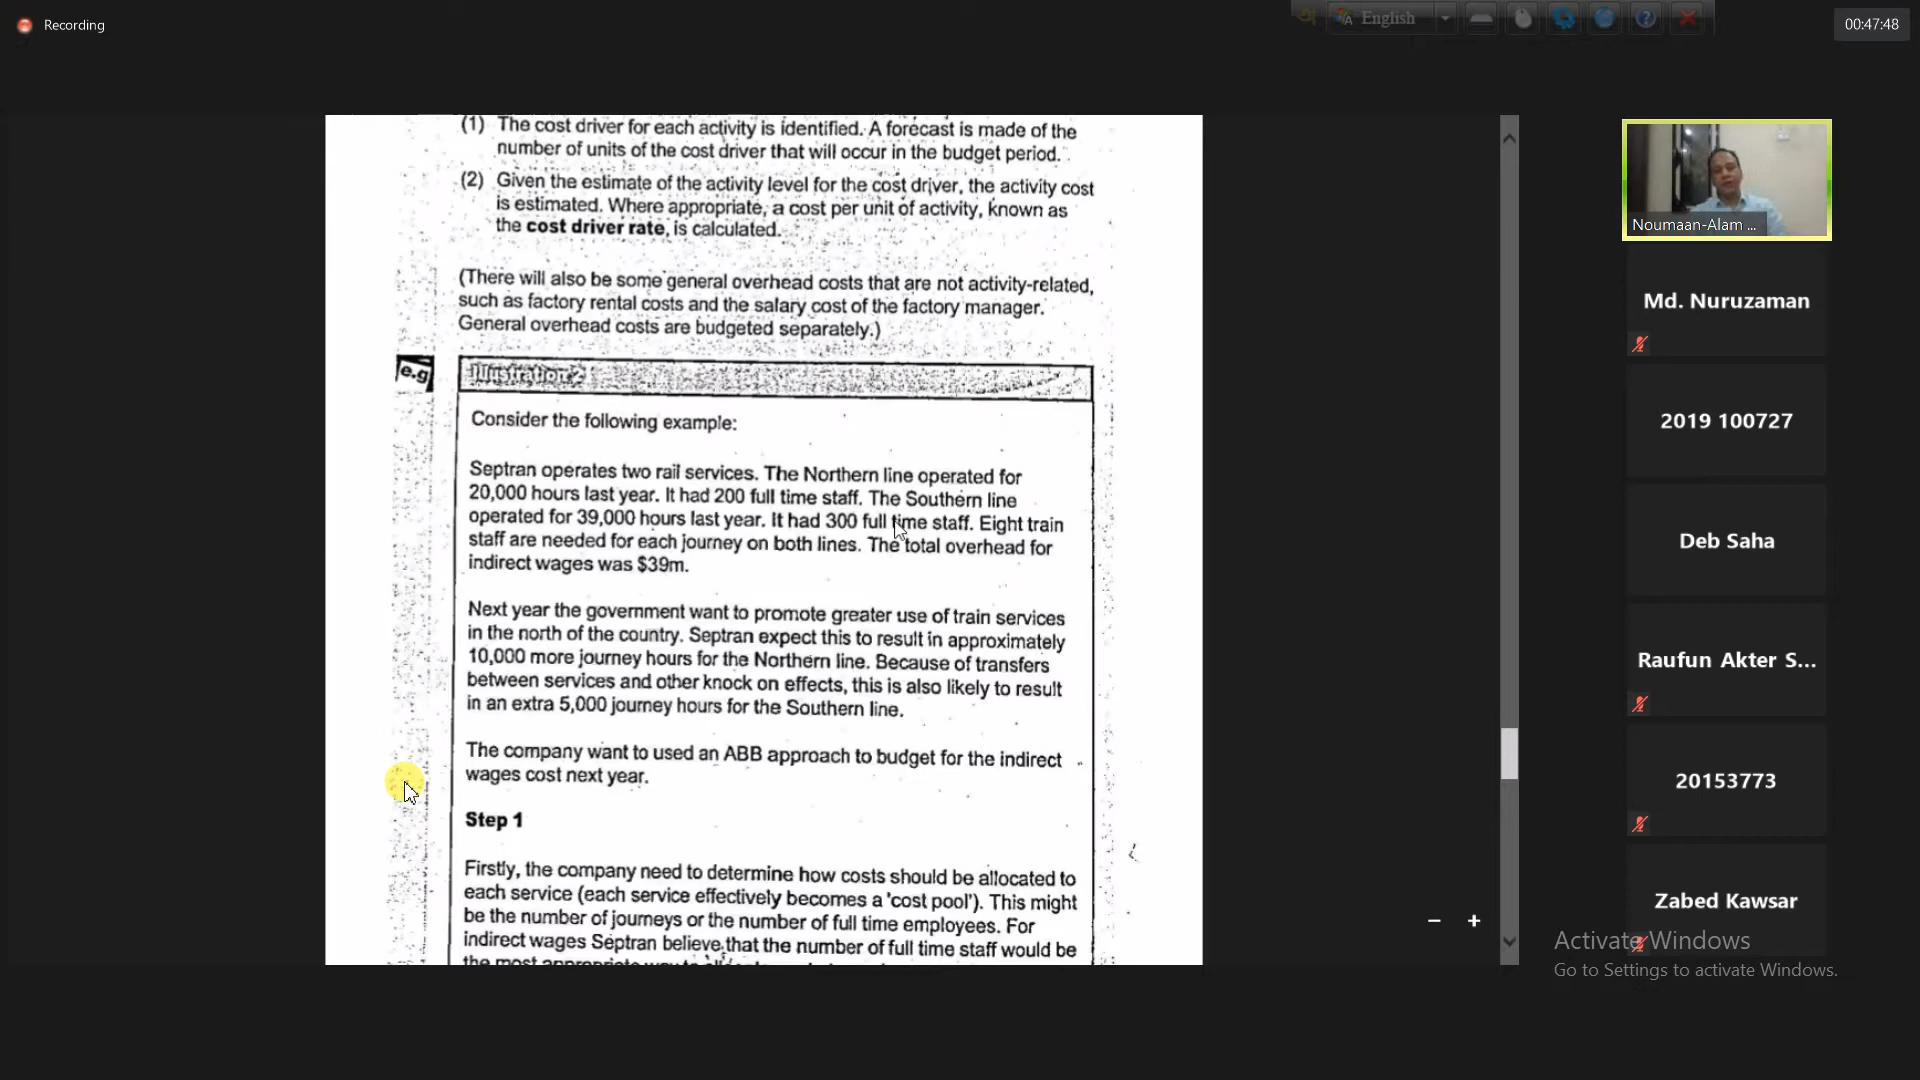 Recording
English
00:47:48
(1) The cost driver for each activity is identified. A forecast is made of the
number of units of the cost driver that will occur in the budget period.
(2) Given the estimate of the activity level for the cost driver, the activity cost
is estimated. Where appropriate, a cost per unit of activity, known as
the cost driver rate, is calculated.
(There will also be some general overhead costs that are not activity-related,
such as factory rental costs and the salary cost of the factory manager.
General overhead costs are budgeted separately.)
e.g
Illustration 2
Consider the following example:
Septran operates two rail services. The Northern line operated for
20,000 hours last year. It had 200 full time staff. The Southern line
operated for 39,000 hours last year. It had 300 full time staff. Eight train
staff are needed for each journey on both lines. The total overhead for
indirect wages was $39m.
Next year the government want to promote greater use of train services
in the north of the country. Septran expect this to result in approximately
10,000 more journey hours for the Northern line. Because of transfers
between services and other knock on effects, this is also likely to result
in an extra 5,000 journey hours for the Southern line.
The company want to used an ABB approach to budget for the indirect
wages cost next year.
Step 1
Firstly, the company need to determine how costs should be allocated to
each service (each service effectively becomes a 'cost pool'). This might
be the number of journeys or the number of full time employees. For
indirect wages Septran believe that the number of full time staff would be
the most appropriate way to
Noumaan-Alam ...
Md. Nuruzaman
2019 100727
Deb Saha
Raufun Akter S...
20153773
Zabed Kawsar
Activate Windows
Go to Settings to activate Windows.